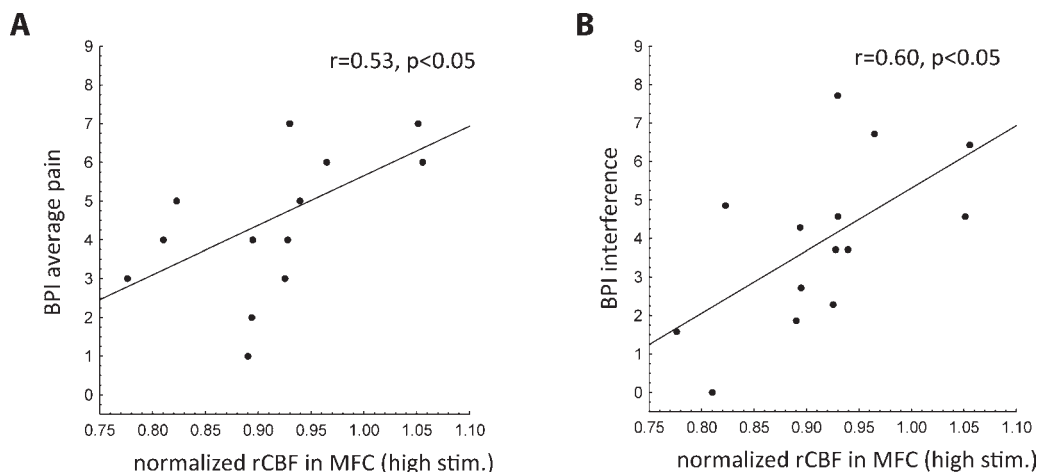 A
r=0.53, p<0.05
BPI average pain
9
8
7
6
5
4
3
2
1
0
0.75 0.80 0.85 0.90 0.95 1.00 1.05 1.10
normalized rCBF in MFC (high stim.)
B
r=0.60, p<0.05
BPI interference
9
8
7
6
5
4
3
2
1
0
0.75 0.80 0.85 0.90 0.95 1.00 1.05 1.10
normalized rCBF in MFC (high stim.)